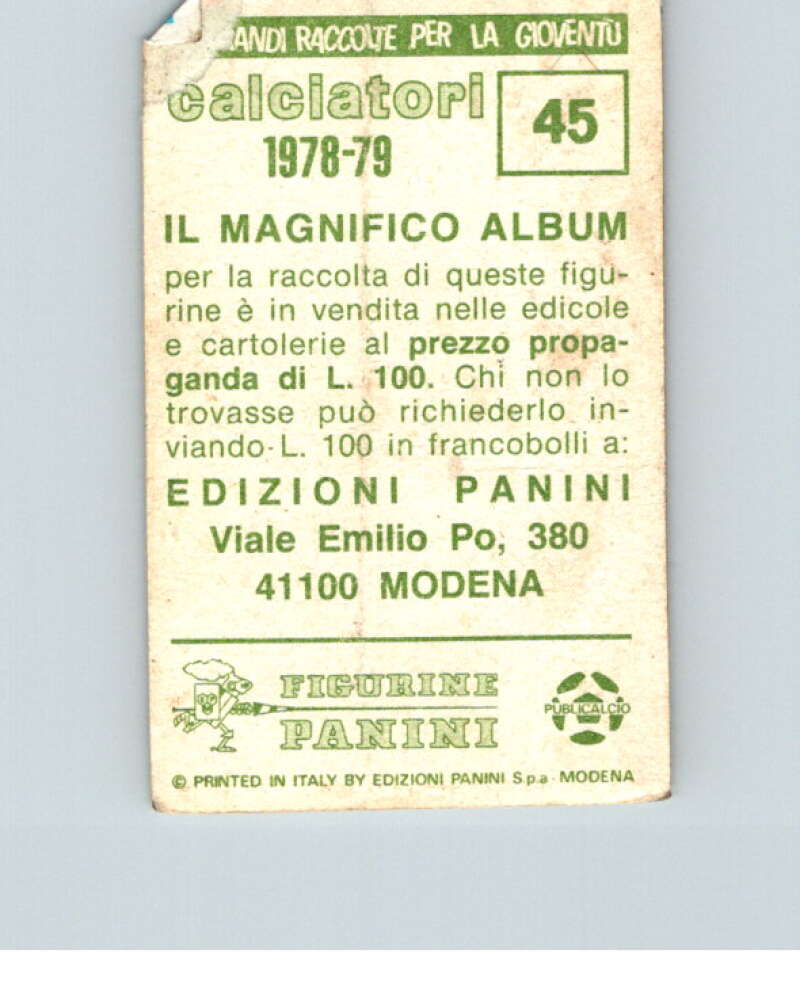 RANDI RACCOLTE PER LA GIOVENTÙ
calciatori
1978-79
45
IL MAGNIFICO ALBUM
per la raccolta di queste figu-
rine è in vendita nelle edicole
e cartolerie al prezzo propa-
ganda di L. 100. Chi non lo
trovasse può richiederlo in-
viando L. 100 in francobolli a:
EDIZIONI PANINI
Viale Emilio Po, 380
41100 MODENA
FIGURINE
PANINI
PUBLICALCIO
© PRINTED IN ITALY BY EDIZIONI PANINI S.p.a. MODENA